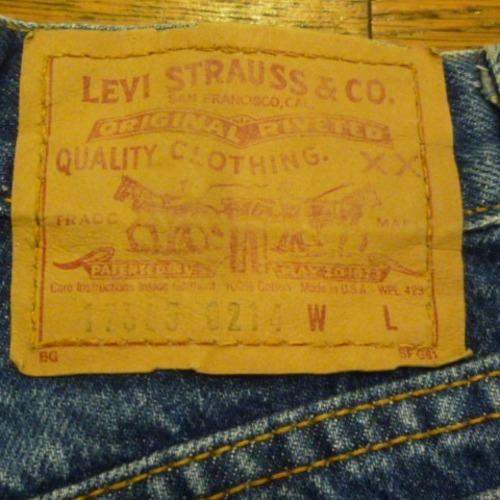 LEVI STRAUSS & CO.
SAN FRANCISCO, CAL.
ORIGINAL RIVETED
QUALITY CLOTHING. XX
TRADE MARK
PATENTED IN U.S. MAY 20 1873
Care Instructions Inside Garment 100% Cotton Made in U.S.A. WPL 423
W L
BG